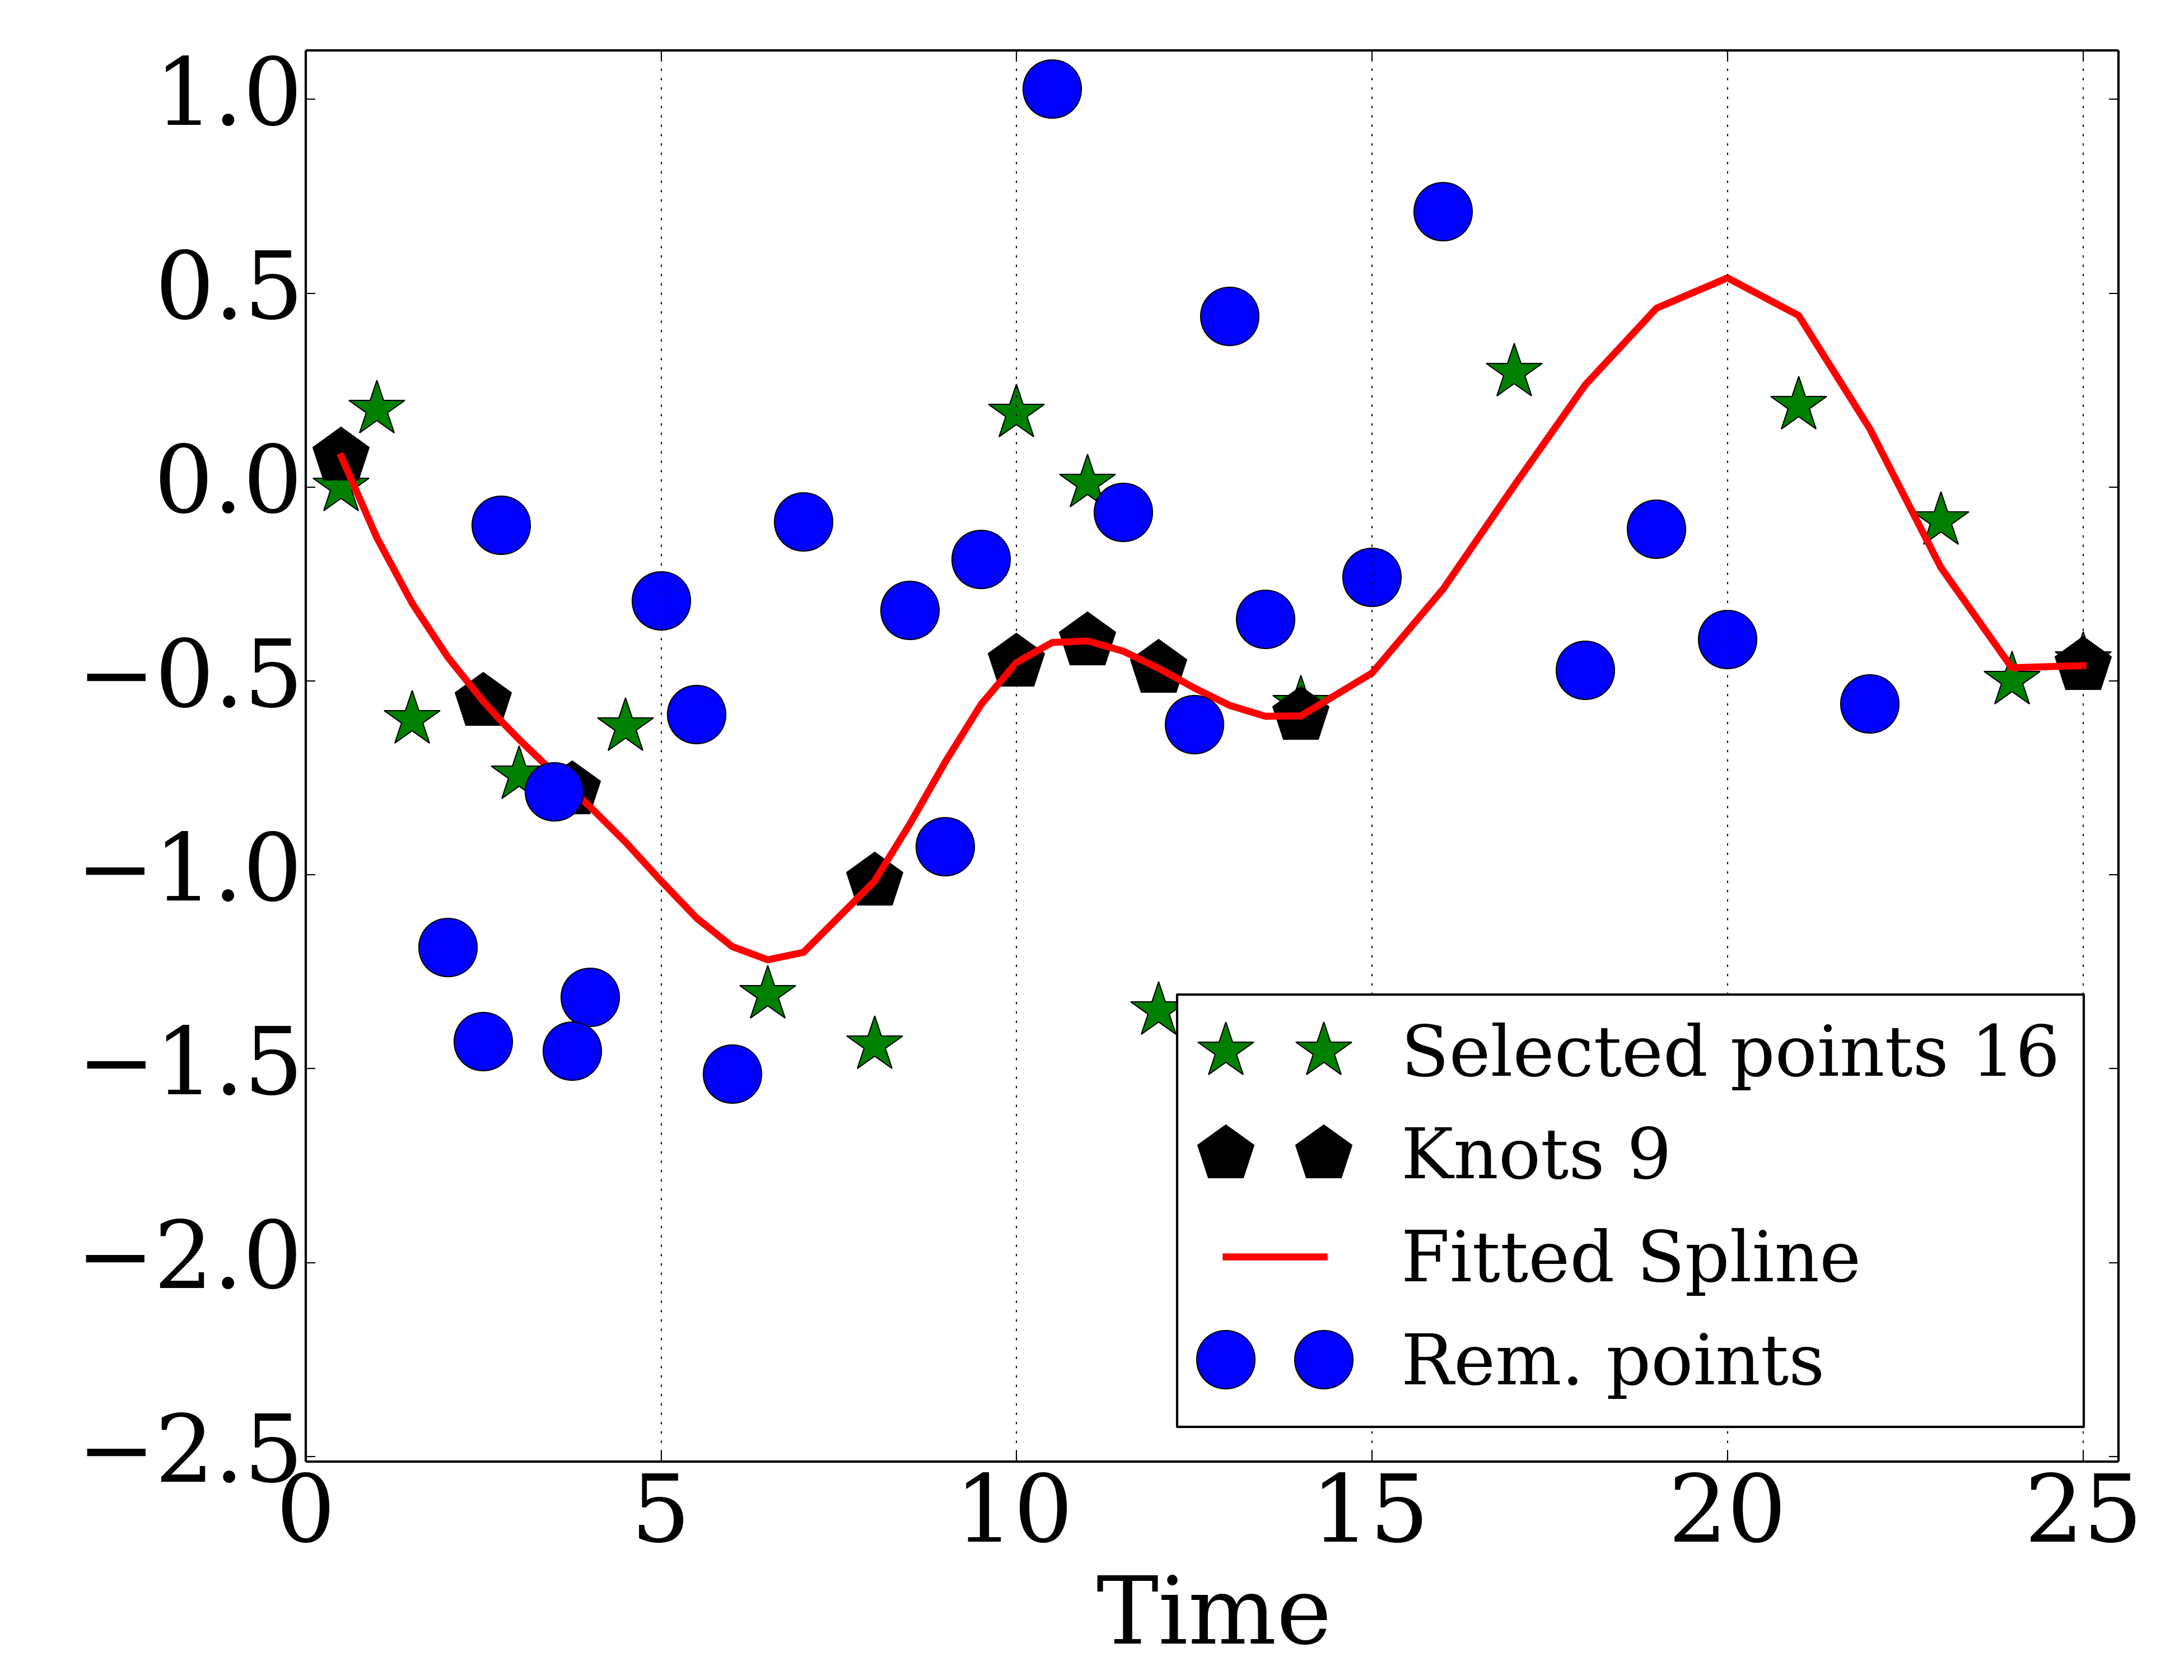 1.0
0.5
0.0
−0.5
−1.0
−1.5
−2.0
−2.5
0 5 10 15 20 25
Time
Selected points 16
Knots 9
Fitted Spline
Rem. points